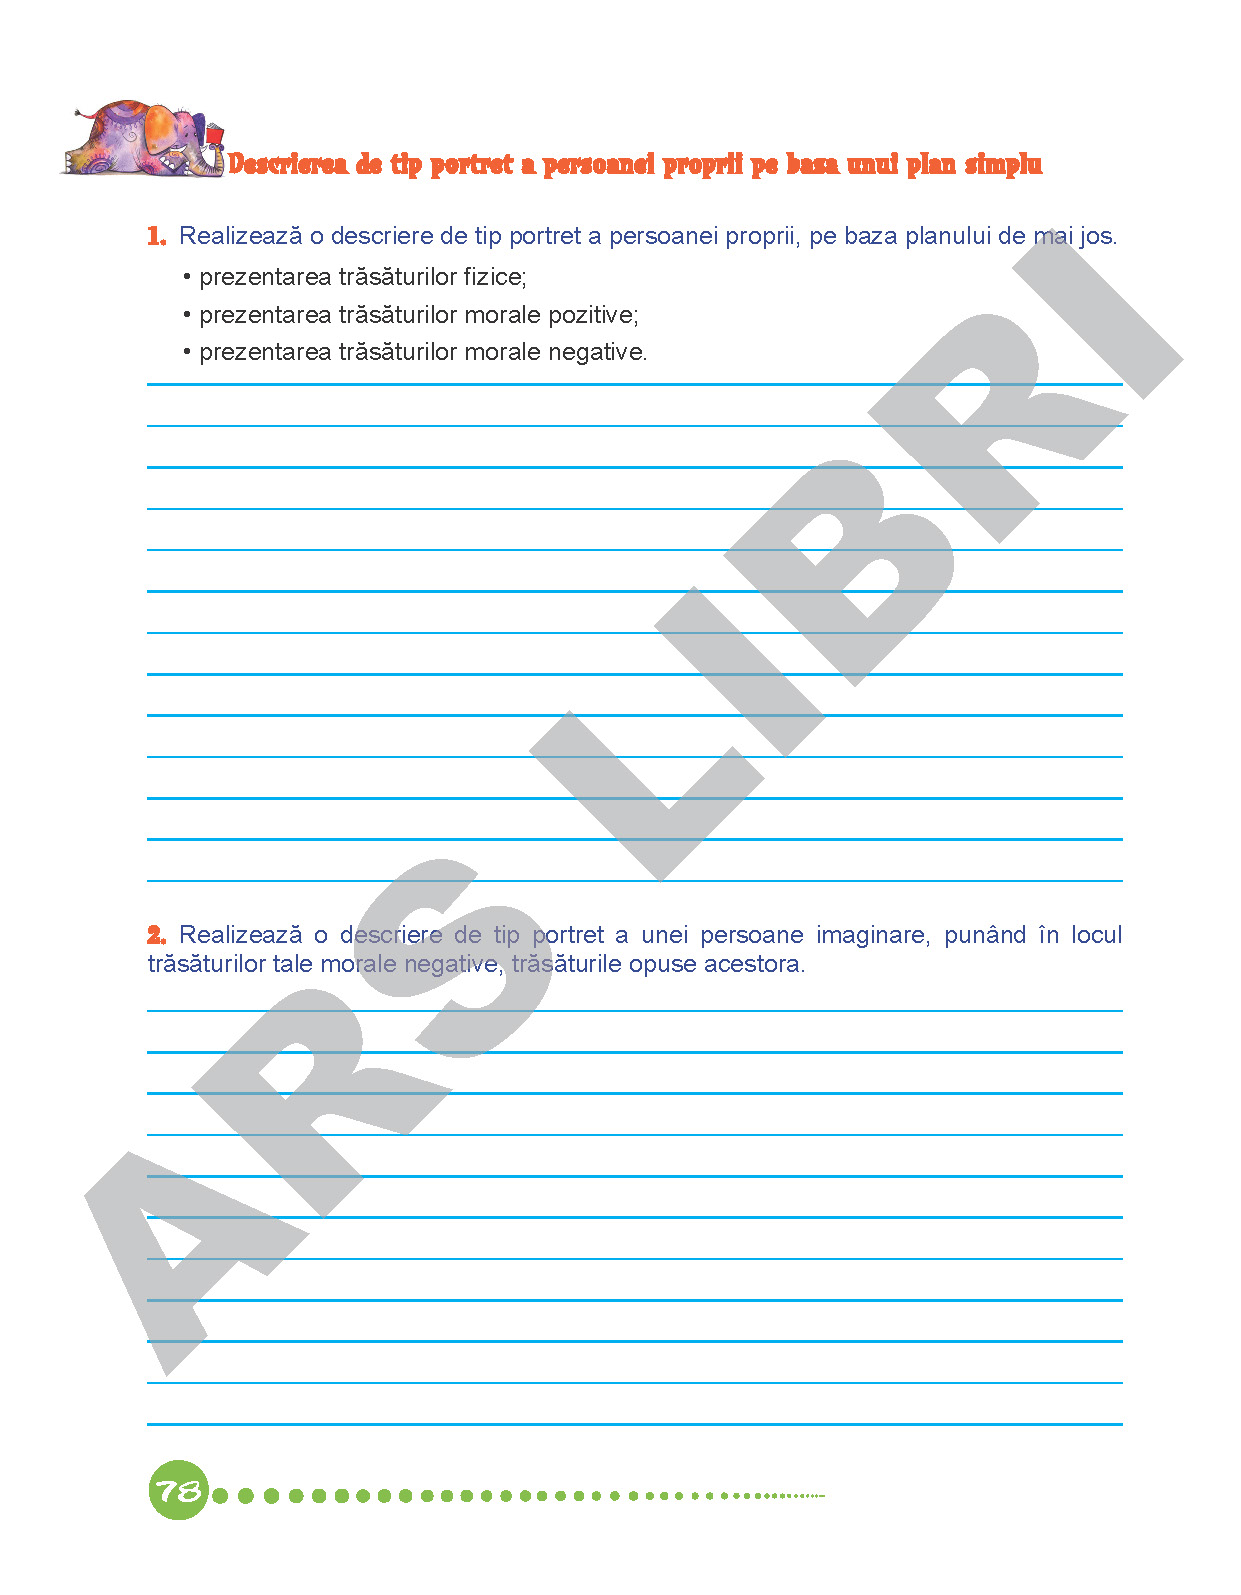 Descrierea de tip portret a persoanei proprii pe baza unui plan simplu
1. Realizează o descriere de tip portret a persoanei proprii, pe baza planului de mai jos.
• prezentarea trăsăturilor fizice;
• prezentarea trăsăturilor morale pozitive;
• prezentarea trăsăturilor morale negative.
2. Realizează o descriere de tip portret a unei persoane imaginare, punând în locul
trăsăturilor tale morale negative, trăsăturile opuse acestora.
ARS LIBRI
78